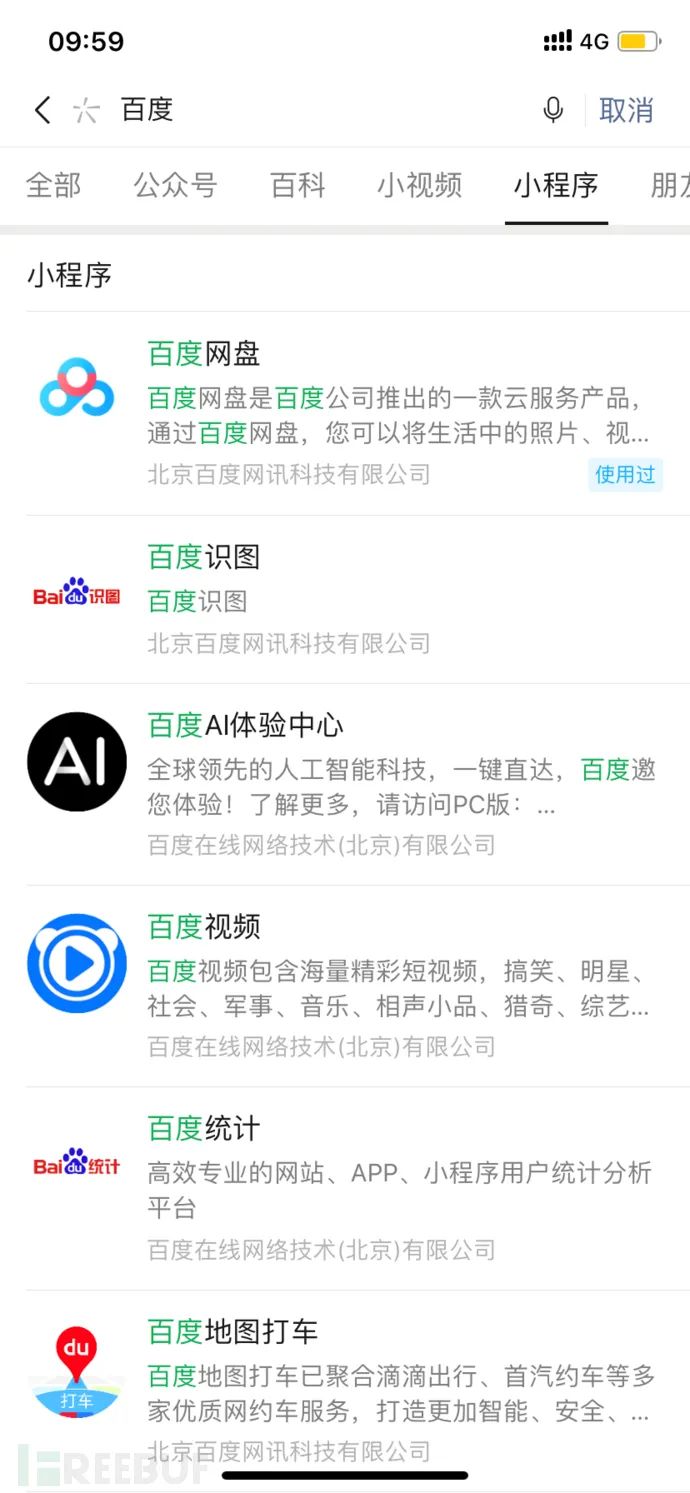 09:59 4G
百度 取消
全部 公众号 百科 小视频 小程序 朋友
小程序
百度网盘
百度网盘是百度公司推出的一款云服务产品,
通过百度网盘，您可以将生活中的照片、视...
北京百度网讯科技有限公司 使用过
Baidu识图
百度识图
百度识图
北京百度网讯科技有限公司
AI
百度AI体验中心
全球领先的人工智能科技，一键直达，百度邀
您体验！了解更多，请访问PC版：...
百度在线网络技术(北京)有限公司
百度视频
百度视频包含海量精彩短视频，搞笑、明星、
社会、军事、音乐、相声小品、猎奇、综艺...
百度在线网络技术(北京)有限公司
Baidu统计
百度统计
高效专业的网站、APP、小程序用户统计分析
平台
百度在线网络技术(北京)有限公司
du
打车
百度地图打车
百度地图打车已聚合滴滴出行、首汽约车等多
家优质网约车服务，打造更加智能、安全、...
北京百度网讯科技有限公司
FREEBUF